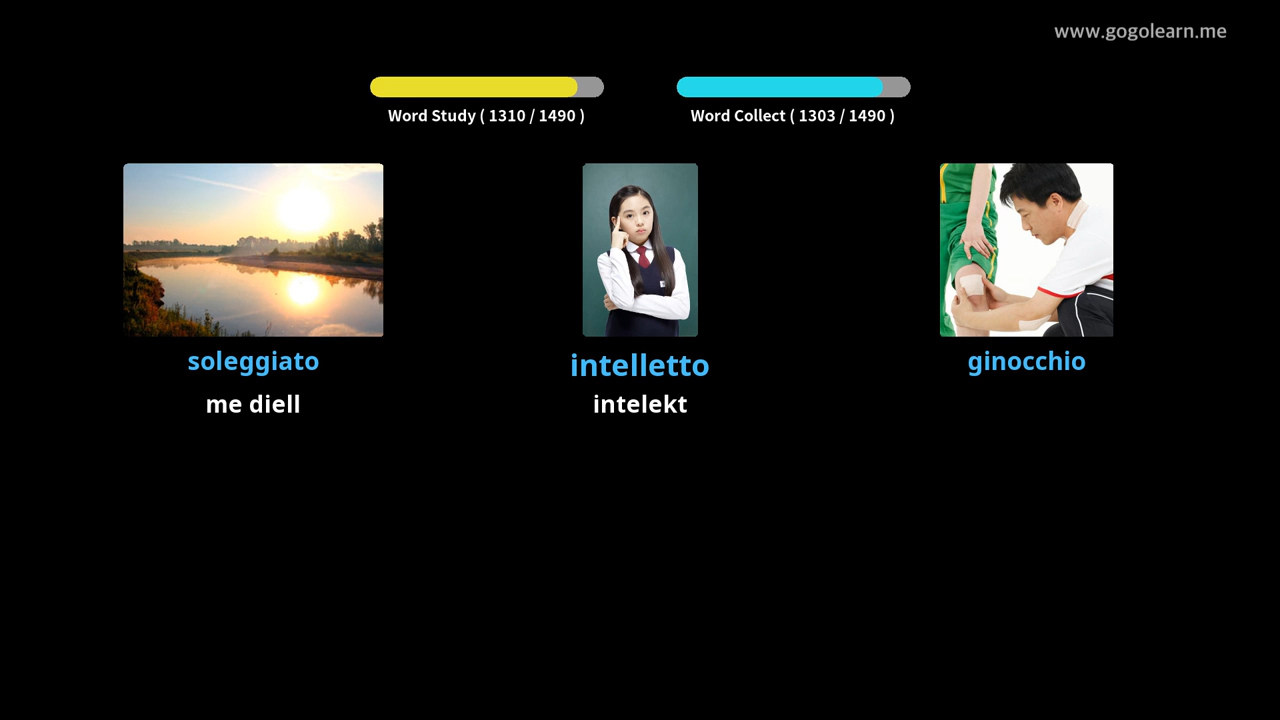 www.gogolearn.me
Word Study ( 1310 / 1490 )
Word Collect ( 1303 / 1490 )
soleggiato
intelletto
ginocchio
me diell
intelekt